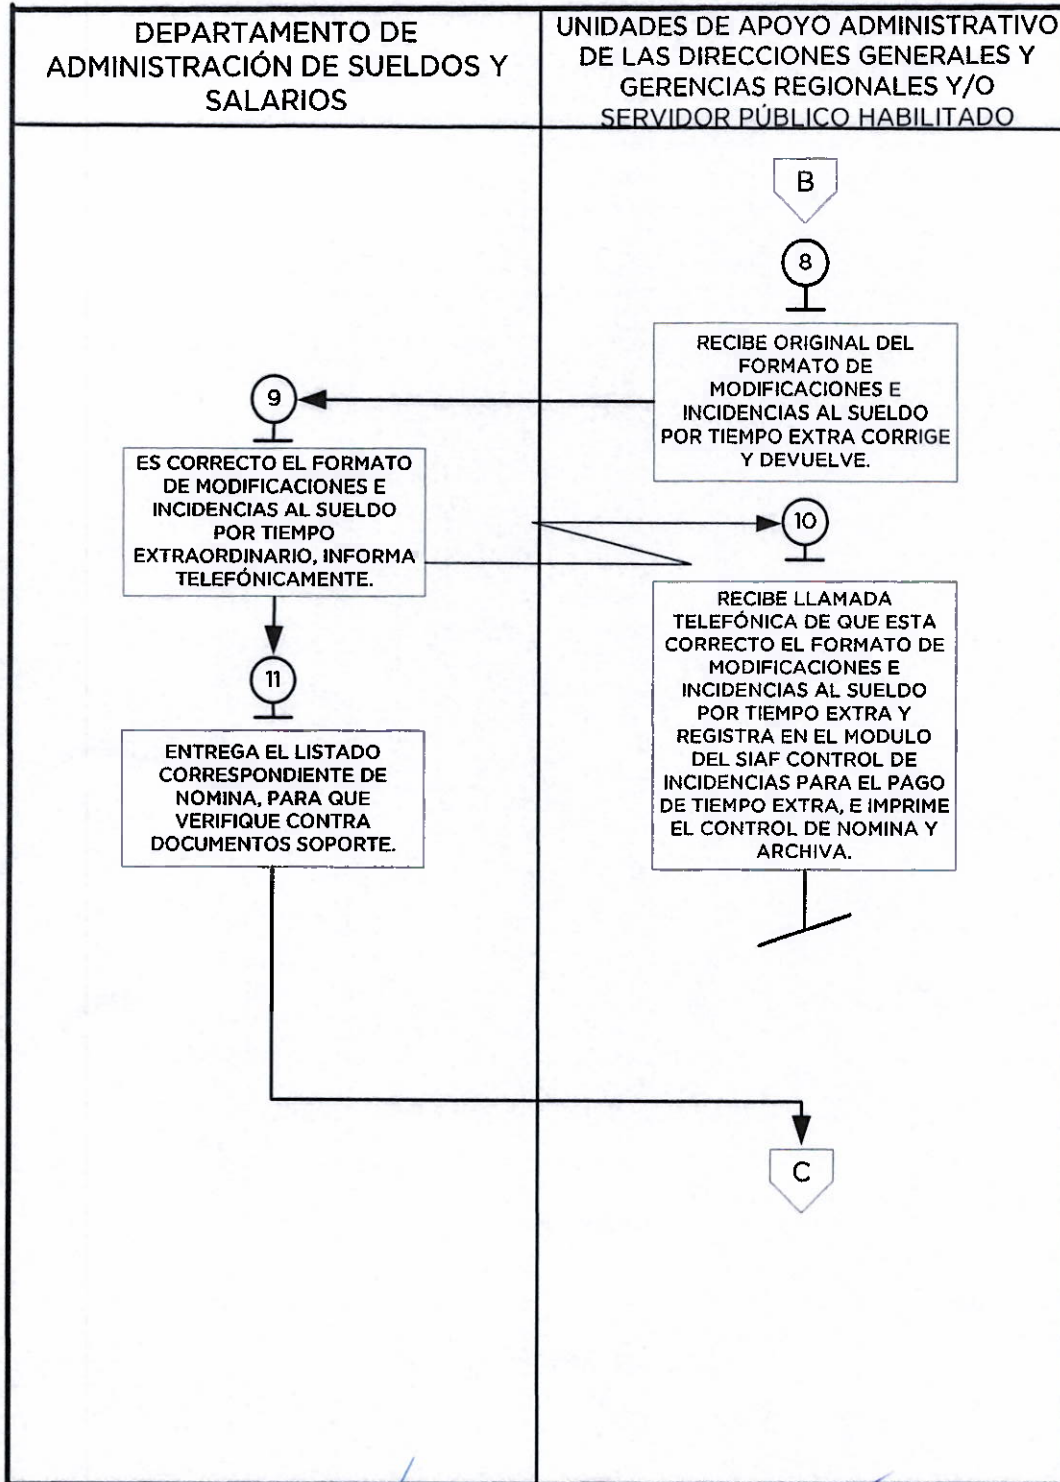 DEPARTAMENTO DE
ADMINISTRACIÓN DE SUELDOS Y
SALARIOS
UNIDADES DE APOYO ADMINISTRATIVO
DE LAS DIRECCIONES GENERALES Y
GERENCIAS REGIONALES Y/O
SERVIDOR PÚBLICO HABILITADO
B
8
RECIBE ORIGINAL DEL
FORMATO DE
MODIFICACIONES E
INCIDENCIAS AL SUELDO
POR TIEMPO EXTRA CORRIGE
Y DEVUELVE.
9
ES CORRECTO EL FORMATO
DE MODIFICACIONES E
INCIDENCIAS AL SUELDO
POR TIEMPO
EXTRAORDINARIO, INFORMA
TELEFÓNICAMENTE.
10
RECIBE LLAMADA
TELEFÓNICA DE QUE ESTA
CORRECTO EL FORMATO DE
MODIFICACIONES E
INCIDENCIAS AL SUELDO
POR TIEMPO EXTRA Y
REGISTRA EN EL MODULO
DEL SIAF CONTROL DE
INCIDENCIAS PARA EL PAGO
DE TIEMPO EXTRA, E IMPRIME
EL CONTROL DE NOMINA Y
ARCHIVA.
11
ENTREGA EL LISTADO
CORRESPONDIENTE DE
NOMINA, PARA QUE
VERIFIQUE CONTRA
DOCUMENTOS SOPORTE.
C